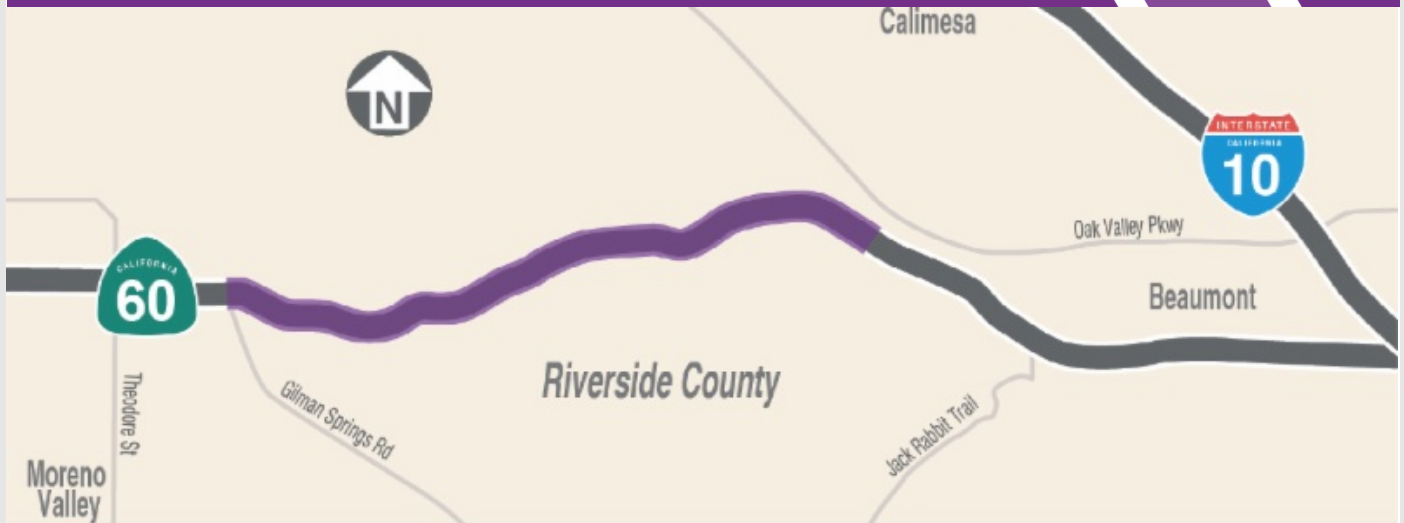 Calimesa
N
INTERSTATE
CALIFORNIA
10
Oak Valley Pkwy
CALIFORNIA
60
Beaumont
Riverside County
Theodore St
Gilman Springs Rd
Jack Rabbit Trail
Moreno
Valley